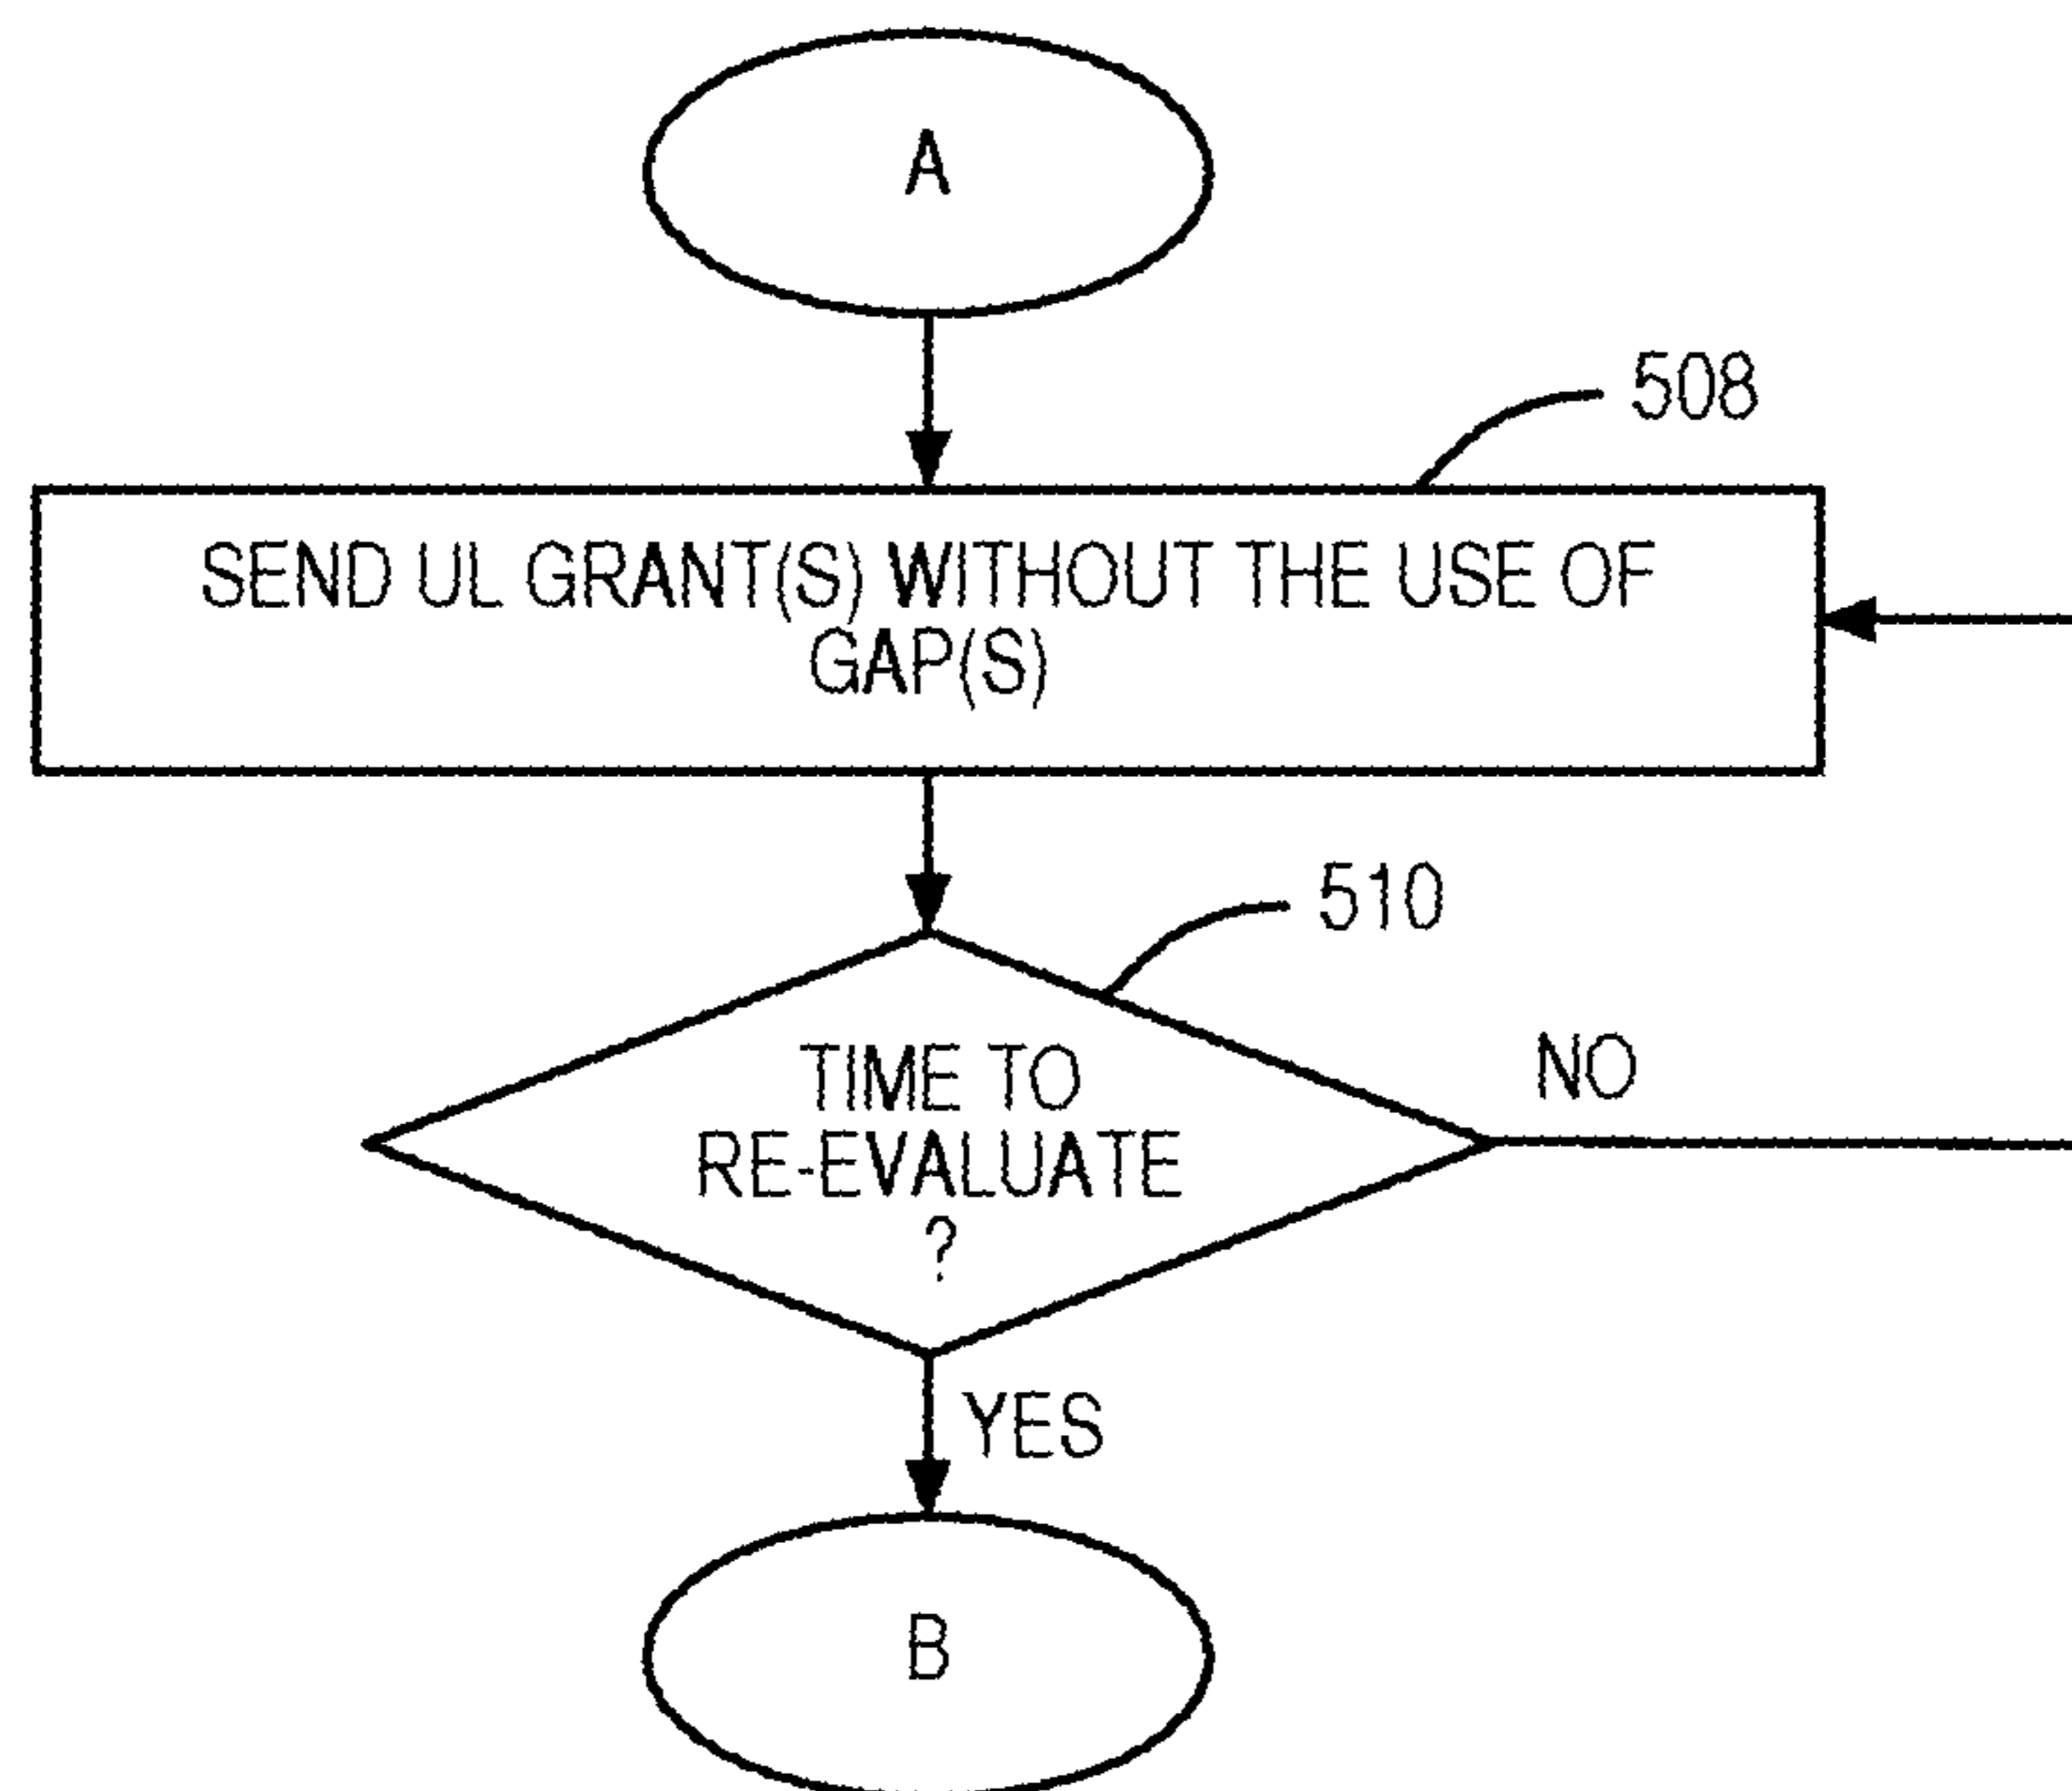 A
508
SEND UL GRANT(S) WITHOUT THE USE OF
GAP(S)
510
TIME TO
RE-EVALUATE
?
NO
YES
B